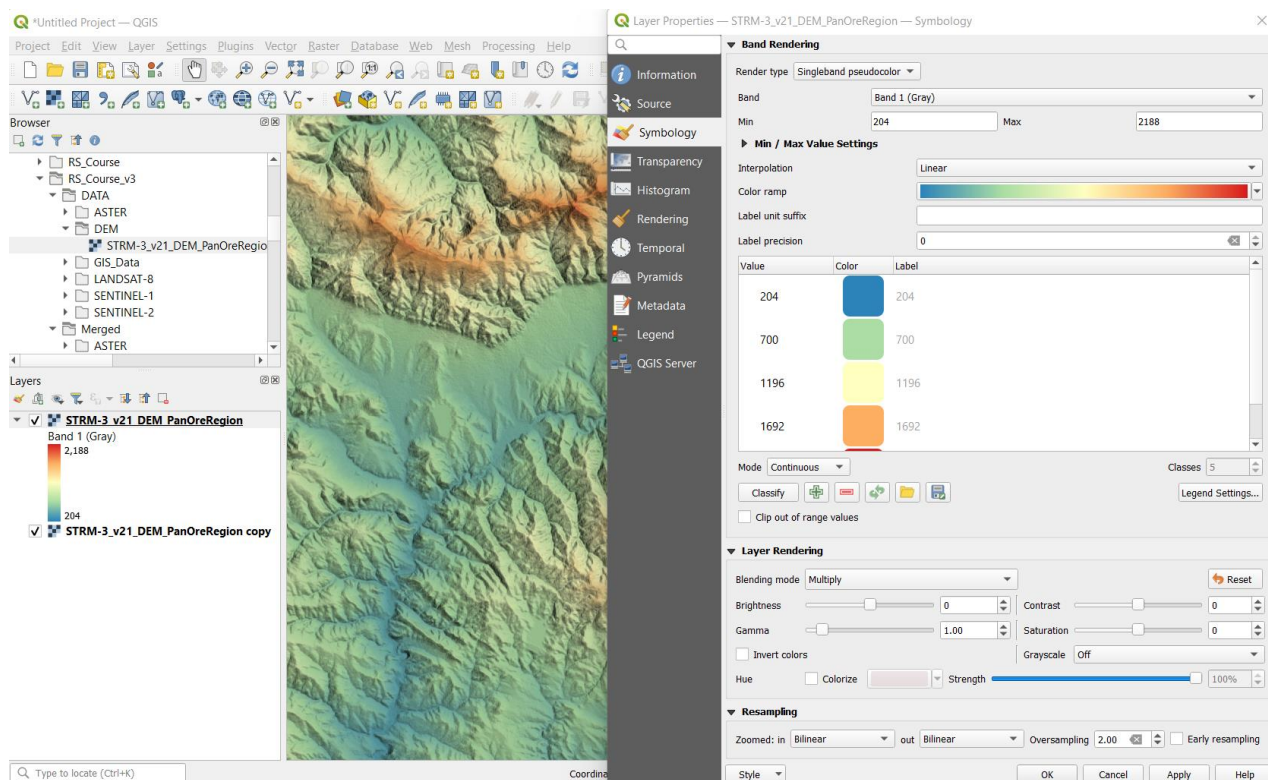 *Untitled Project — QGIS
Project Edit View Layer Settings Plugins Vector Raster Database Web Mesh Processing Help
Browser
RS_Course
RS_Course_v3
DATA
ASTER
DEM
STRM-3_v21_DEM_PanOreRegio
GIS_Data
LANDSAT-8
SENTINEL-1
SENTINEL-2
Merged
ASTER
Layers
STRM-3_v21_DEM_PanOreRegion
Band 1 (Gray)
2,188
204
STRM-3_v21_DEM_PanOreRegion copy
Type to locate (Ctrl+K)
Coordina
Layer Properties — STRM-3_v21_DEM_PanOreRegion — Symbology
Information
Source
Symbology
Transparency
Histogram
Rendering
Temporal
Pyramids
Metadata
Legend
QGIS Server
Band Rendering
Render type Singleband pseudocolor
Band Band 1 (Gray)
Min 204 Max 2188
Min / Max Value Settings
Interpolation Linear
Color ramp
Label unit suffix
Label precision 0
Value Color Label
204 204
700 700
1196 1196
1692 1692
Mode Continuous Classes 5
Classify Legend Settings...
Clip out of range values
Layer Rendering
Blending mode Multiply Reset
Brightness 0 Contrast 0
Gamma 1.00 Saturation 0
Invert colors Grayscale Off
Hue Colorize Strength 100%
Resampling
Zoomed: in Bilinear out Bilinear Oversampling 2.00 Early resampling
Style OK Cancel Apply Help